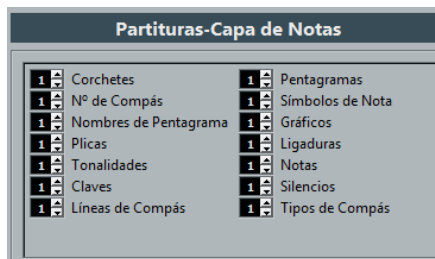 Partituras-Capa de Notas
1 Corchetes 1 Pentagramas
1 Nº de Compás 1 Símbolos de Nota
1 Nombres de Pentagrama 1 Gráficos
1 Plicas 1 Ligaduras
1 Tonalidades 1 Notas
1 Claves 1 Silencios
1 Líneas de Compás 1 Tipos de Compás